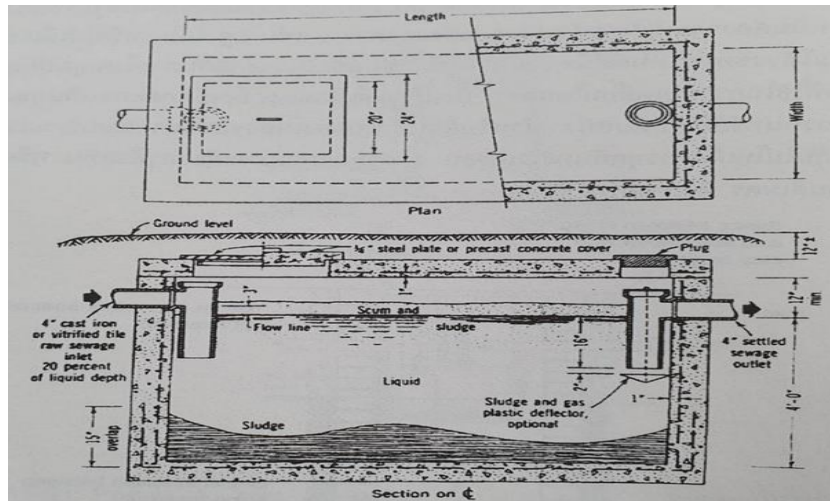 Length
20"
24"
Width
Plan
Ground level
¼" steel plate or precast concrete cover
Plug
12"±
3"
1"
12"
min
Scum and
sludge
Flow line
4" cast iron
or vitrified tile
raw sewage
inlet
20 percent
of liquid depth
16"
4" settled
sewage
outlet
Liquid
2"
Sludge and gas
plastic deflector,
optional
1"
4'-0"
Sludge
15"
overlap
Section on ℄